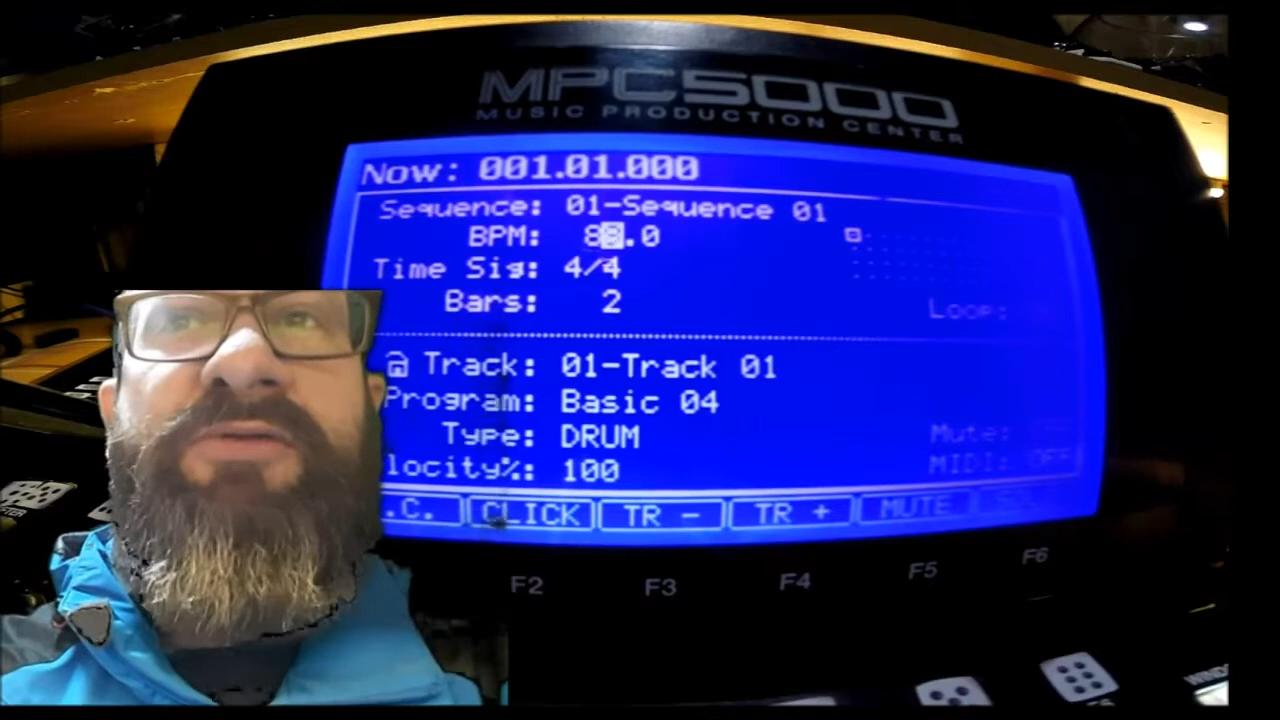 MPC5000
MUSIC PRODUCTION CENTER
Now: 001.01.000
Sequence: 01-Sequence 01
BPM: 88.0
Time Sig: 4/4
Bars: 2
Loop:
Track: 01-Track 01
Program: Basic 04
Type: DRUM
Mute:
locity%: 100
MIDI: OFF
.C. CLICK TR - TR + MUTE
F2 F3 F4 F5 F6